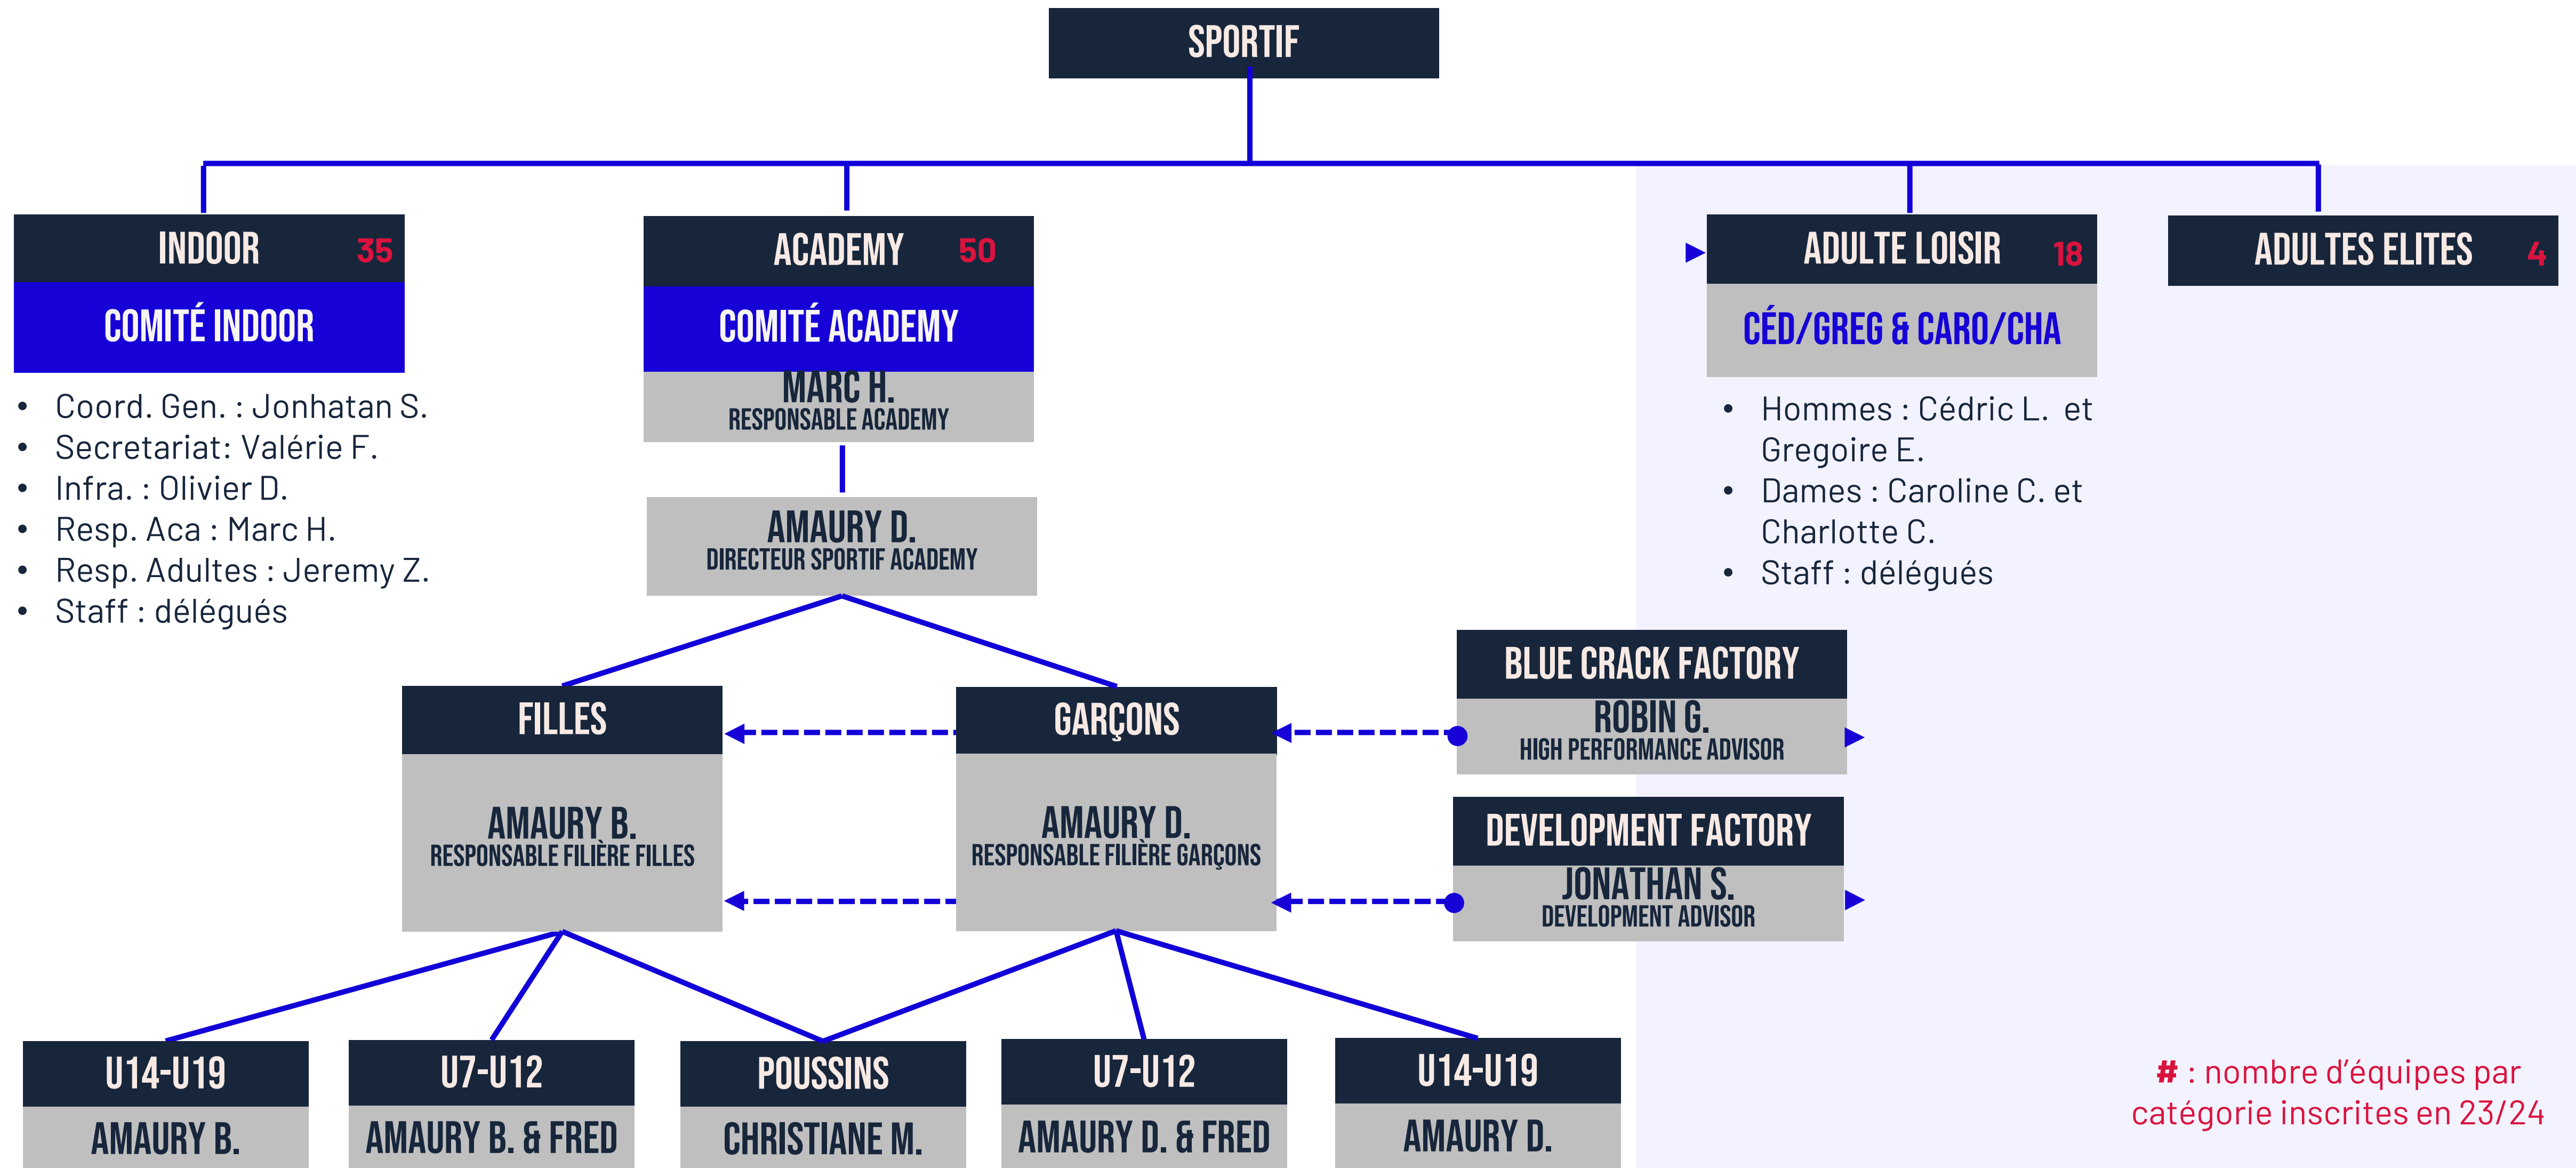 SPORTIF
INDOOR 35
COMITÉ INDOOR
• Coord. Gen. : Jonhatan S.
• Secretariat: Valérie F.
• Infra. : Olivier D.
• Resp. Aca : Marc H.
• Resp. Adultes : Jeremy Z.
• Staff : délégués
ACADEMY 50
COMITÉ ACADEMY
MARC H.
RESPONSABLE ACADEMY
AMAURY D.
DIRECTEUR SPORTIF ACADEMY
ADULTE LOISIR 18
CÉD/GREG & CARO/CHA
• Hommes : Cédric L. et
Gregoire E.
• Dames : Caroline C. et
Charlotte C.
• Staff : délégués
ADULTES ELITES 4
FILLES
AMAURY B.
RESPONSABLE FILIÈRE FILLES
GARÇONS
AMAURY D.
RESPONSABLE FILIÈRE GARÇONS
BLUE CRACK FACTORY
ROBIN G.
HIGH PERFORMANCE ADVISOR
DEVELOPMENT FACTORY
JONATHAN S.
DEVELOPMENT ADVISOR
U14-U19
AMAURY B.
U7-U12
AMAURY B. & FRED
POUSSINS
CHRISTIANE M.
U7-U12
AMAURY D. & FRED
U14-U19
AMAURY D.
# : nombre d’équipes par
catégorie inscrites en 23/24